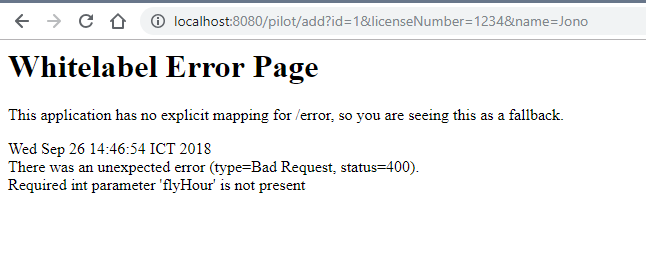 localhost:8080/pilot/add?id=1&licenseNumber=1234&name=Jono
Whitelabel Error Page
This application has no explicit mapping for /error, so you are seeing this as a fallback.
Wed Sep 26 14:46:54 ICT 2018
There was an unexpected error (type=Bad Request, status=400).
Required int parameter 'flyHour' is not present